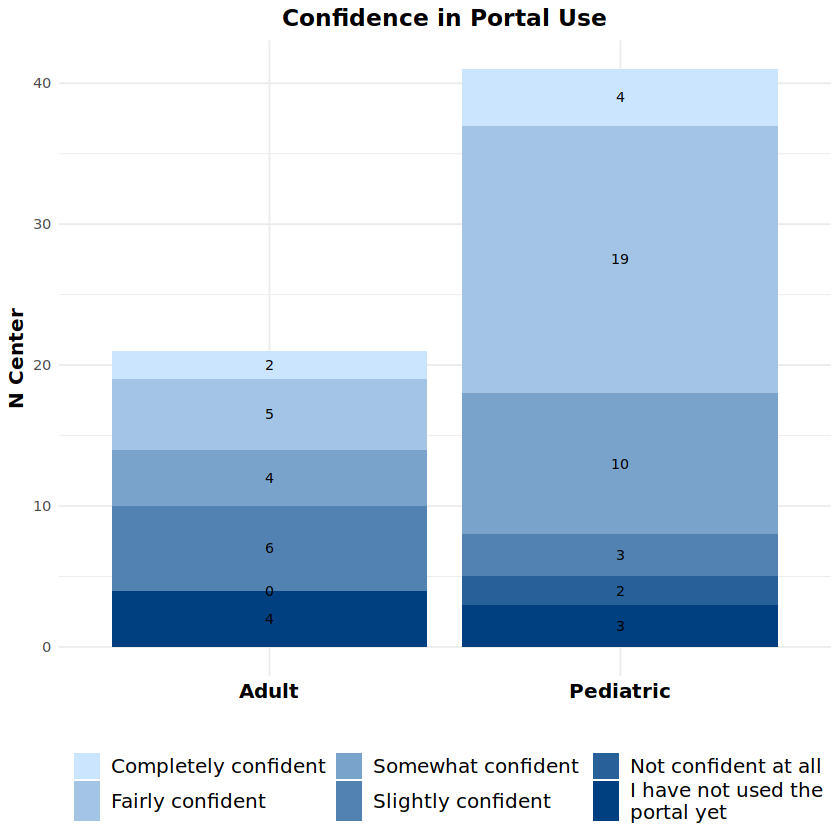 Confidence in Portal Use
N Center
40
30
20
10
0
2
5
4
6
0
4
4
19
10
3
2
3
Adult
Pediatric
Completely confident
Fairly confident
Somewhat confident
Slightly confident
Not confident at all
I have not used the
portal yet